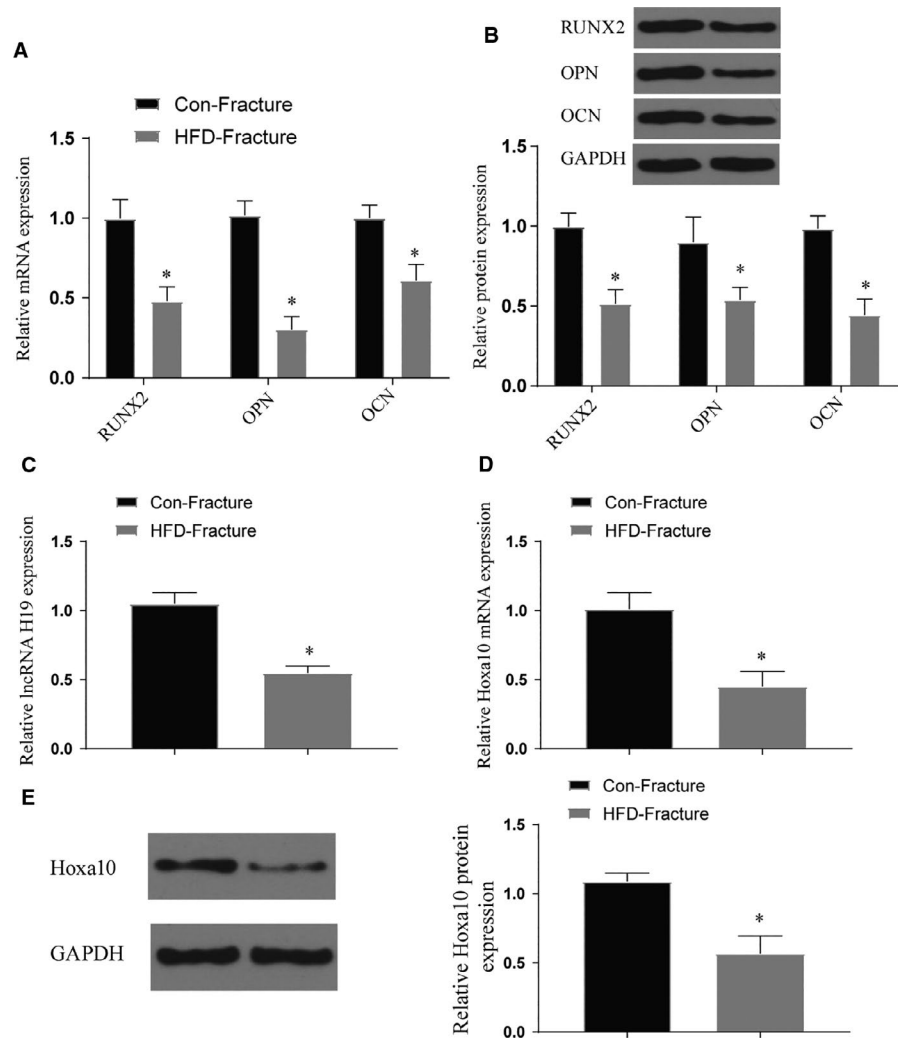 A
Con-Fracture
HFD-Fracture
Relative mRNA expression
1.5
1.0
0.5
0.0
*
*
*
RUNX2
OPN
OCN
B
RUNX2
OPN
OCN
GAPDH
Relative protein expression
1.5
1.0
0.5
0.0
*
*
*
RUNX2
OPN
OCN
C
Con-Fracture
HFD-Fracture
Relative lncRNA H19 expression
1.5
1.0
0.5
0.0
*
D
Con-Fracture
HFD-Fracture
Relative Hoxa10 mRNA expression
1.5
1.0
0.5
0.0
*
E
Hoxa10
GAPDH
Con-Fracture
HFD-Fracture
Relative Hoxa10 protein
expression
1.5
1.0
0.5
0.0
*